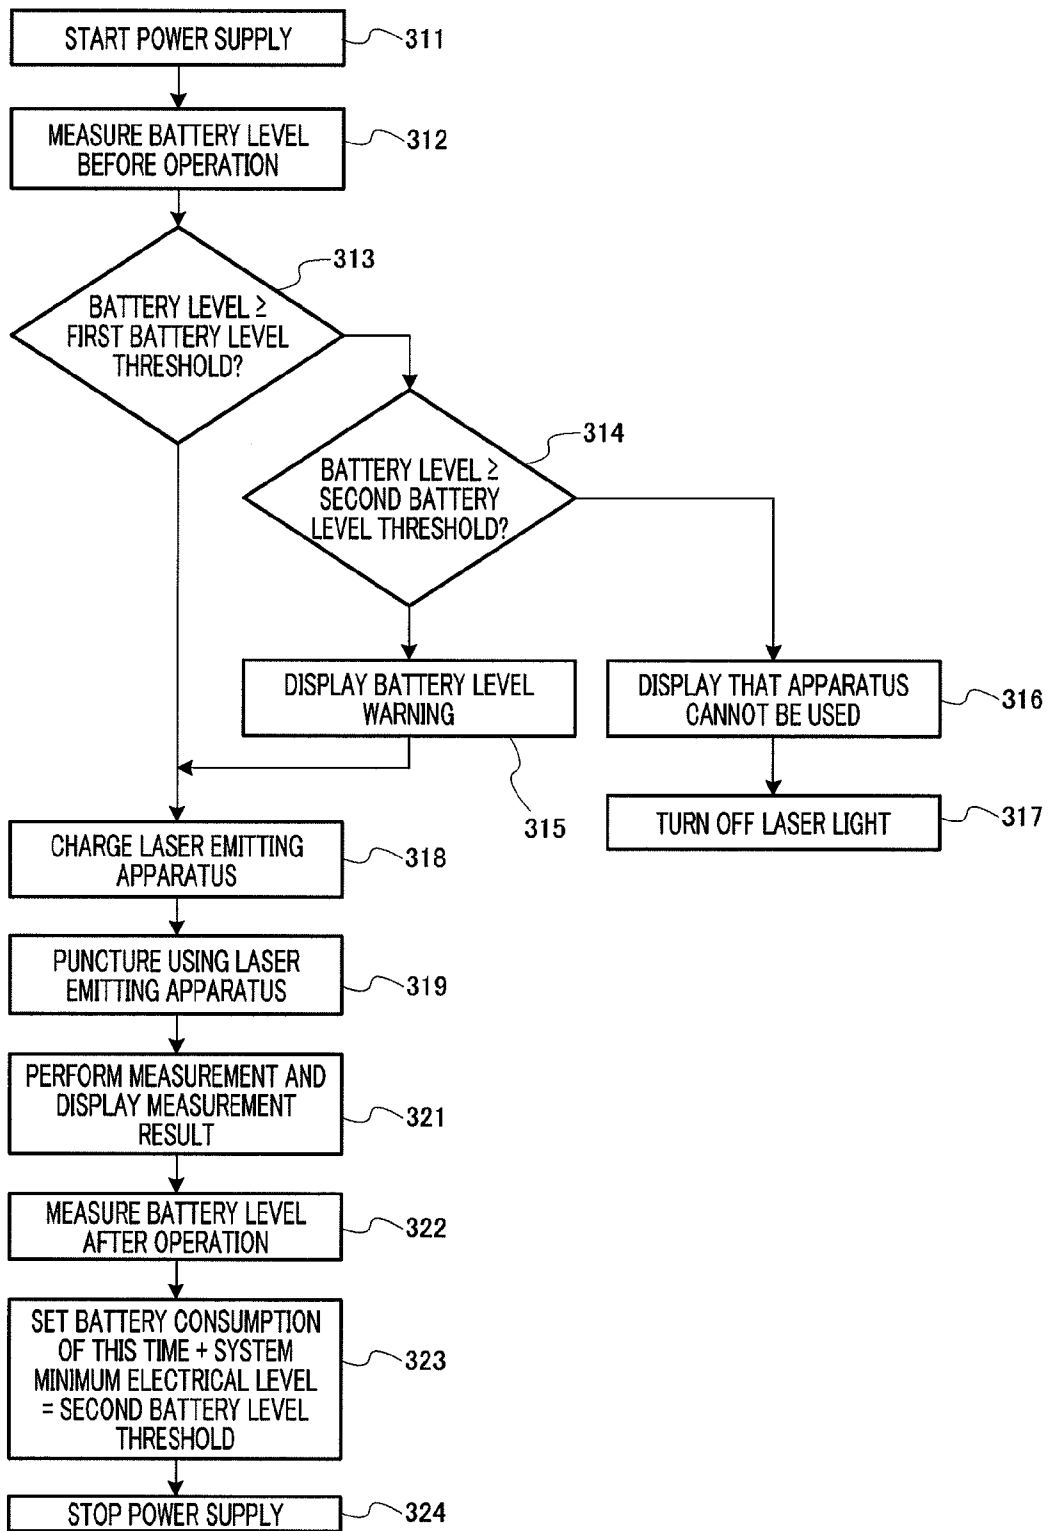 START POWER SUPPLY
311
MEASURE BATTERY LEVEL
BEFORE OPERATION
312
313
BATTERY LEVEL ≥
FIRST BATTERY LEVEL
THRESHOLD?
314
BATTERY LEVEL ≥
SECOND BATTERY
LEVEL THRESHOLD?
DISPLAY BATTERY LEVEL
WARNING
315
DISPLAY THAT APPARATUS
CANNOT BE USED
316
TURN OFF LASER LIGHT
317
CHARGE LASER EMITTING
APPARATUS
318
PUNCTURE USING LASER
EMITTING APPARATUS
319
PERFORM MEASUREMENT AND
DISPLAY MEASUREMENT
RESULT
321
MEASURE BATTERY LEVEL
AFTER OPERATION
322
SET BATTERY CONSUMPTION
OF THIS TIME + SYSTEM
MINIMUM ELECTRICAL LEVEL
= SECOND BATTERY LEVEL
THRESHOLD
323
STOP POWER SUPPLY
324